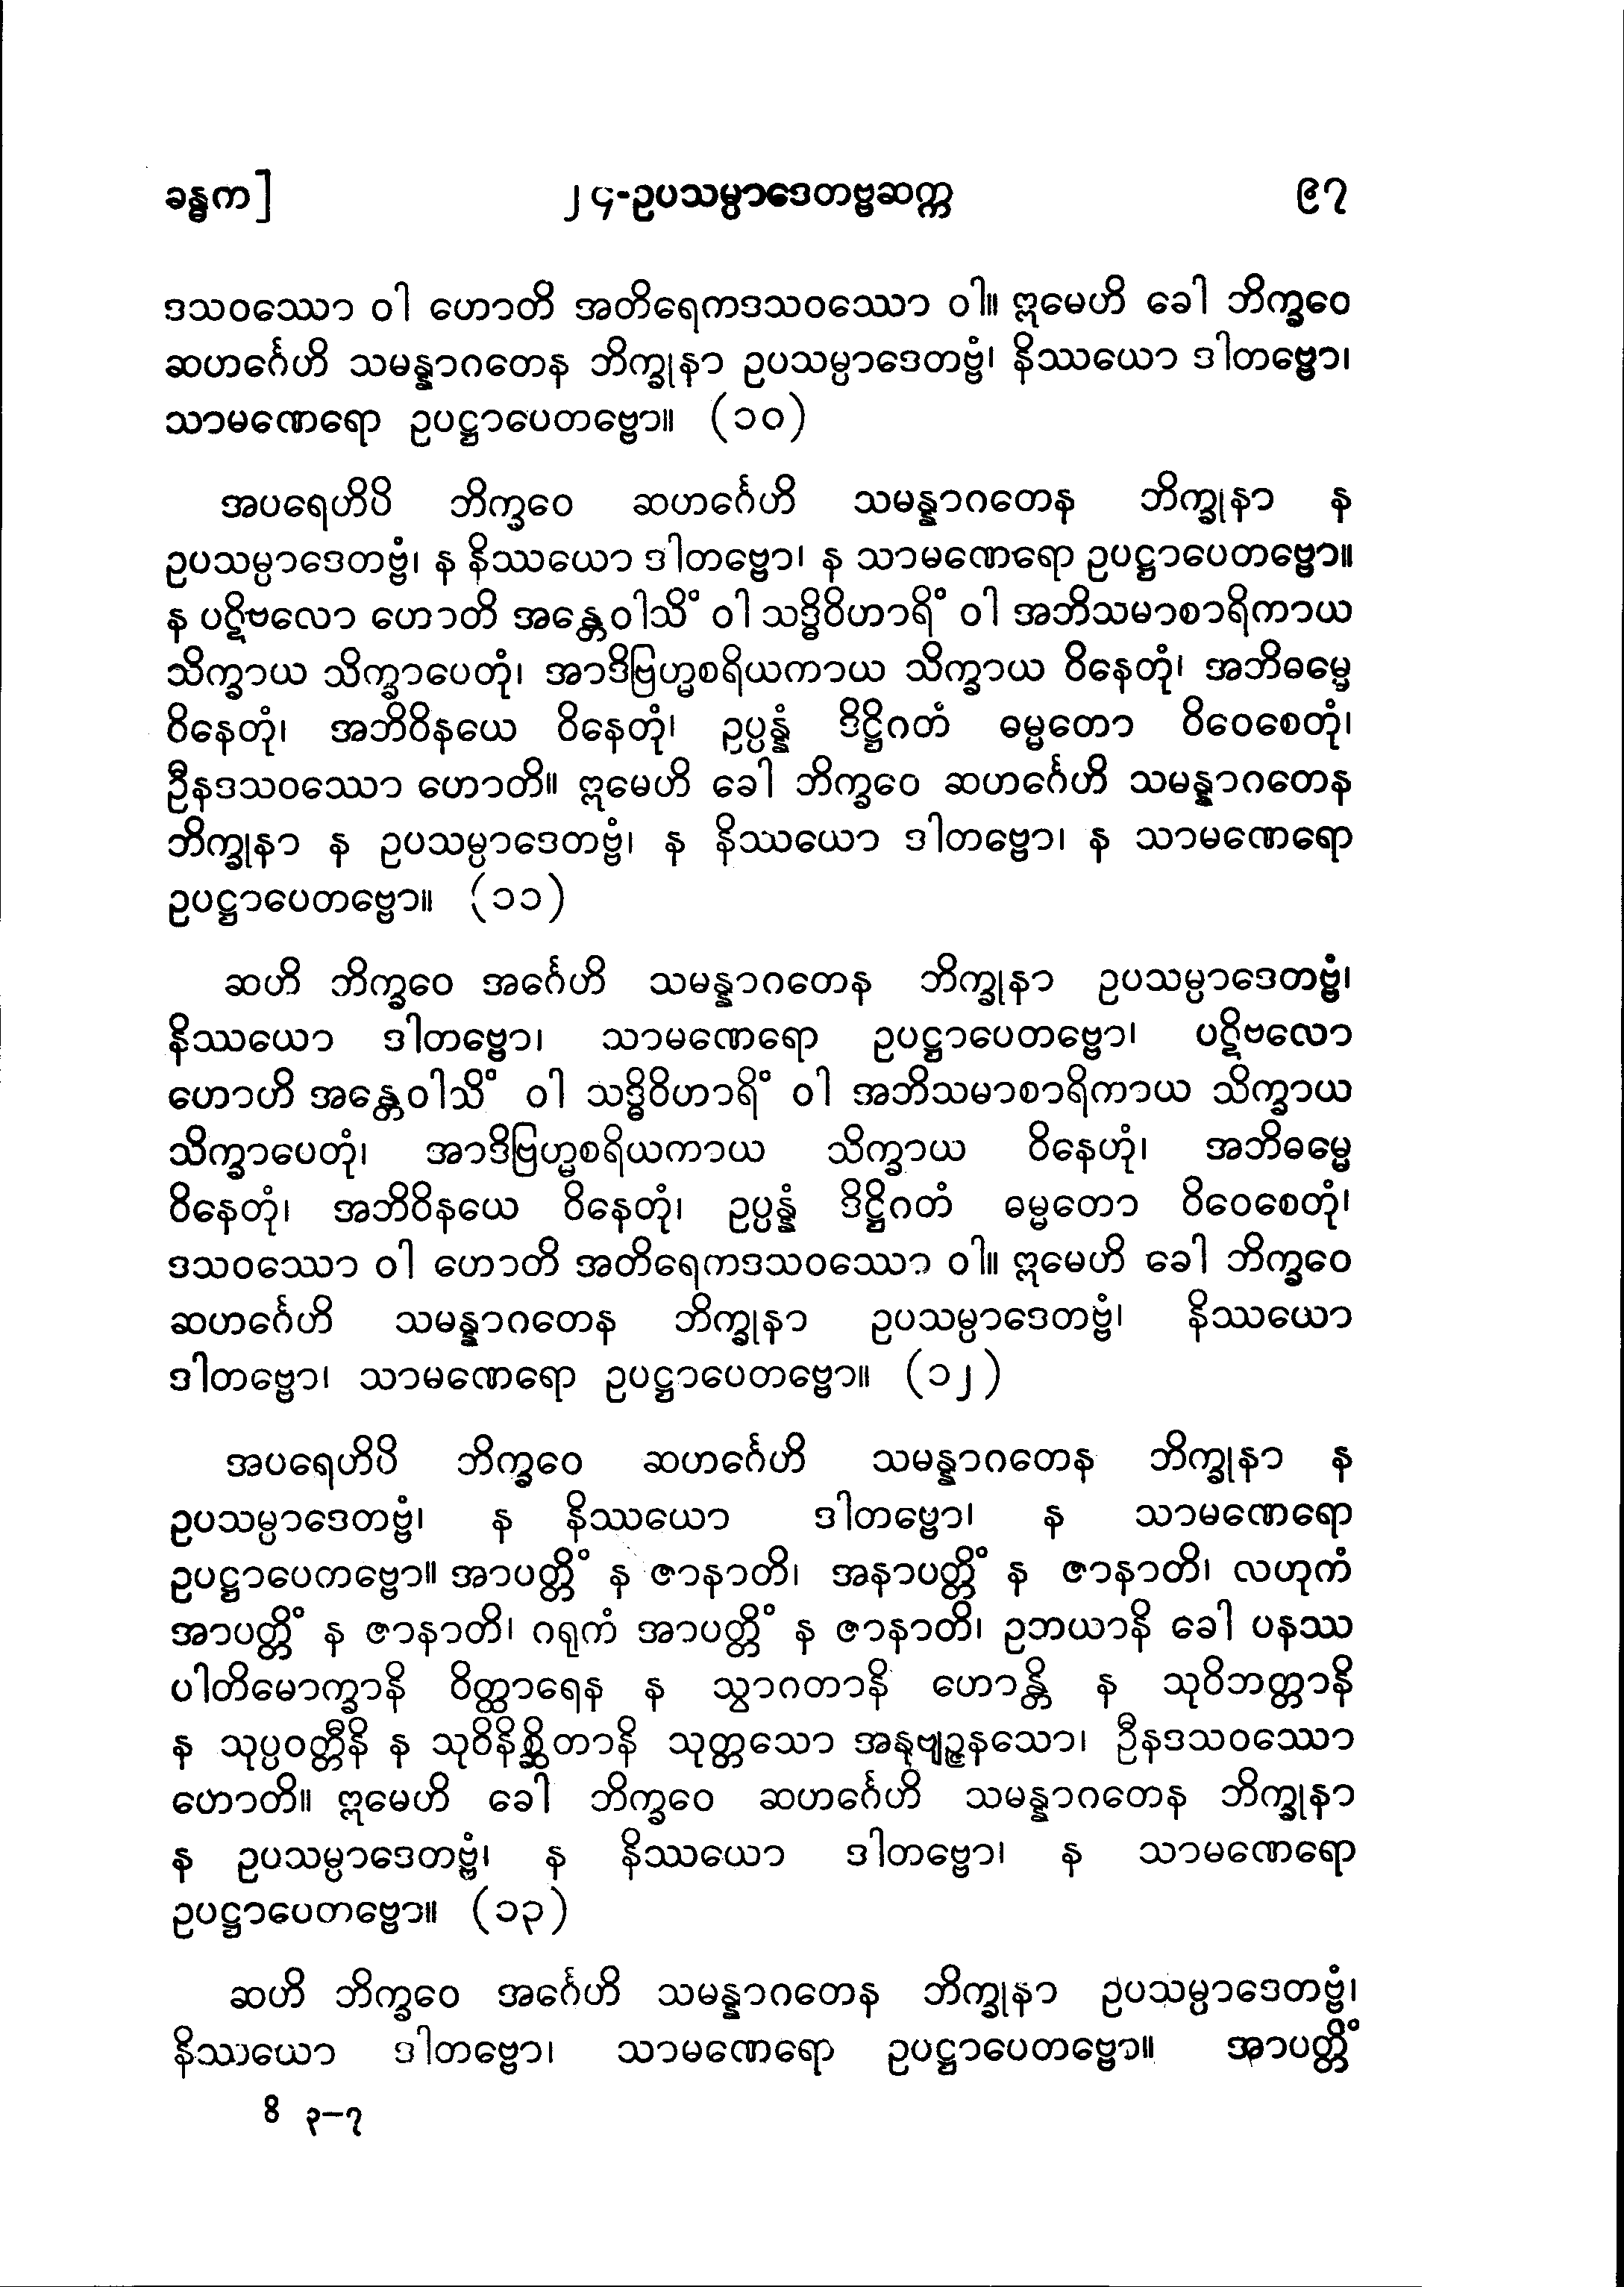 ခန္ဓက]	၂၄-ဥပသမ္ပာဒေတဗ္ဗဆက္က	၉၇
ဒသဝဿော ဝါ ဟောတိ အတိရေကဒသဝဿော ဝါ။ ဣမေဟိ ခေါ ဘိက္ခဝေ
ဆဟင်္ဂေဟိ သမန္နာဂတေန ဘိက္ခုနာ ဥပသမ္ပာဒေတဗ္ဗံ၊ နိဿယော ဒါတဗ္ဗော၊
သာမဏေရော ဥပဋ္ဌာပေတဗ္ဗော။ (၁၀)
အပရေဟိပိ ဘိက္ခဝေ ဆဟင်္ဂေဟိ သမန္နာဂတေန ဘိက္ခုနာ န
ဥပသမ္ပာဒေတဗ္ဗံ၊ န နိဿယော ဒါတဗ္ဗော၊ န သာမဏေရော ဥပဋ္ဌာပေတဗ္ဗော။
န ပဋိဗလော ဟောတိ အန္တေဝါသိံ ဝါ သဒ္ဓိဝိဟာရိံ ဝါ အဘိသမာစာရိကာယ
သိက္ခာယ သိက္ခာပေတုံ၊ အာဒိဗြဟ္မစရိယကာယ သိက္ခာယ ဝိနေတုံ၊ အဘိဓမ္မေ
ဝိနေတုံ၊ အဘိဝိနယေ ဝိနေတုံ၊ ဥပ္ပန္နံ ဒိဋ္ဌိဂတံ ဓမ္မတော ဝိဝေစေတုံ၊
ဦနဒသဝဿော ဟောတိ။ ဣမေဟိ ခေါ ဘိက္ခဝေ ဆဟင်္ဂေဟိ သမန္နာဂတေန
ဘိက္ခုနာ န ဥပသမ္ပာဒေတဗ္ဗံ၊ န နိဿယော ဒါတဗ္ဗော၊ န သာမဏေရော
ဥပဋ္ဌာပေတဗ္ဗော။ (၁၁)
ဆဟိ ဘိက္ခဝေ အင်္ဂေဟိ သမန္နာဂတေန ဘိက္ခုနာ ဥပသမ္ပာဒေတဗ္ဗံ၊
နိဿယော ဒါတဗ္ဗော၊ သာမဏေရော ဥပဋ္ဌာပေတဗ္ဗော၊ ပဋိဗလော
ဟောဟိ အန္တေဝါသိံ ဝါ သဒ္ဓိဝိဟာရိံ ဝါ အဘိသမာစာရိကာယ သိက္ခာယ
သိက္ခာပေတုံ၊ အာဒိဗြဟ္မစရိယကာယ သိက္ခာယ ဝိနေဟုံ၊ အဘိဓမ္မေ
ဝိနေတုံ၊ အဘိဝိနယေ ဝိနေတုံ၊ ဥပ္ပန္နံ ဒိဋ္ဌိဂတံ ဓမ္မတော ဝိဝေစေတုံ၊
ဒသဝဿော ဝါ ဟောတိ အတိရေကဒသဝဿော ဝါ။ ဣမေဟိ ခေါ ဘိက္ခဝေ
ဆဟင်္ဂေဟိ သမန္နာဂတေန ဘိက္ခုနာ ဥပသမ္ပာဒေတဗ္ဗံ၊ နိဿယော
ဒါတဗ္ဗော၊ သာမဏေရော ဥပဋ္ဌာပေတဗ္ဗော။ (၁၂)
အပရေဟိပိ ဘိက္ခဝေ ဆဟင်္ဂေဟိ သမန္နာဂတေန ဘိက္ခုနာ န
ဥပသမ္ပာဒေတဗ္ဗံ၊ န နိဿယော ဒါတဗ္ဗော၊ န သာမဏေရော
ဥပဋ္ဌာပေကဗ္ဗော။ အာပတ္တိံ န ဇာနာတိ၊ အနာပတ္တိံ န ဇာနာတိ၊ လဟုကံ
အာပတ္တိံ န ဇာနာတိ၊ ဂရုကံ အာပတ္တိံ န ဇာနာတိ၊ ဥဘယာနိ ခေါ ပနဿ
ပါတိမောက္ခာနိ ဝိတ္ထာရေန န သွာဂတာနိ ဟောန္တိ န သုဝိဘတ္တာနိ
န သုပ္ပဝတ္တီနိ န သုဝိနိစ္ဆိတာနိ သုတ္တသော အနုဗျဉ္ဇနသော၊ ဦနဒသဝဿော
ဟောတိ။ ဣမေဟိ ခေါ ဘိက္ခဝေ ဆဟင်္ဂေဟိ သမန္နာဂတေန ဘိက္ခုနာ
န ဥပသမ္ပာဒေတဗ္ဗံ၊ န နိဿယော ဒါတဗ္ဗော၊ န သာမဏေရော
ဥပဋ္ဌာပေတဗ္ဗော။ (၁၃)
ဆဟိ ဘိက္ခဝေ အင်္ဂေဟိ သမန္နာဂတေန ဘိက္ခုနာ ဥပသမ္ပာဒေတဗ္ဗံ၊
နိဿယော ဒါတဗ္ဗော၊ သာမဏေရော ဥပဋ္ဌာပေတဗ္ဗော။ အာပတ္တိံ
ဝိ ၃–၇